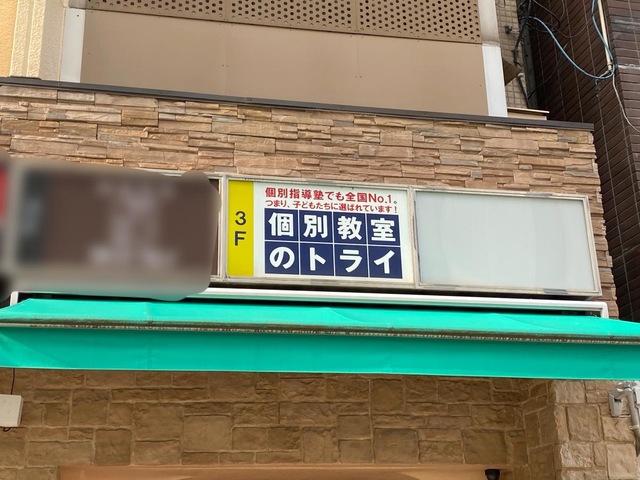 3F
個別指導塾でも全国No.1。
つまり、子どもたちに選ばれています!
個別教室
のトライ